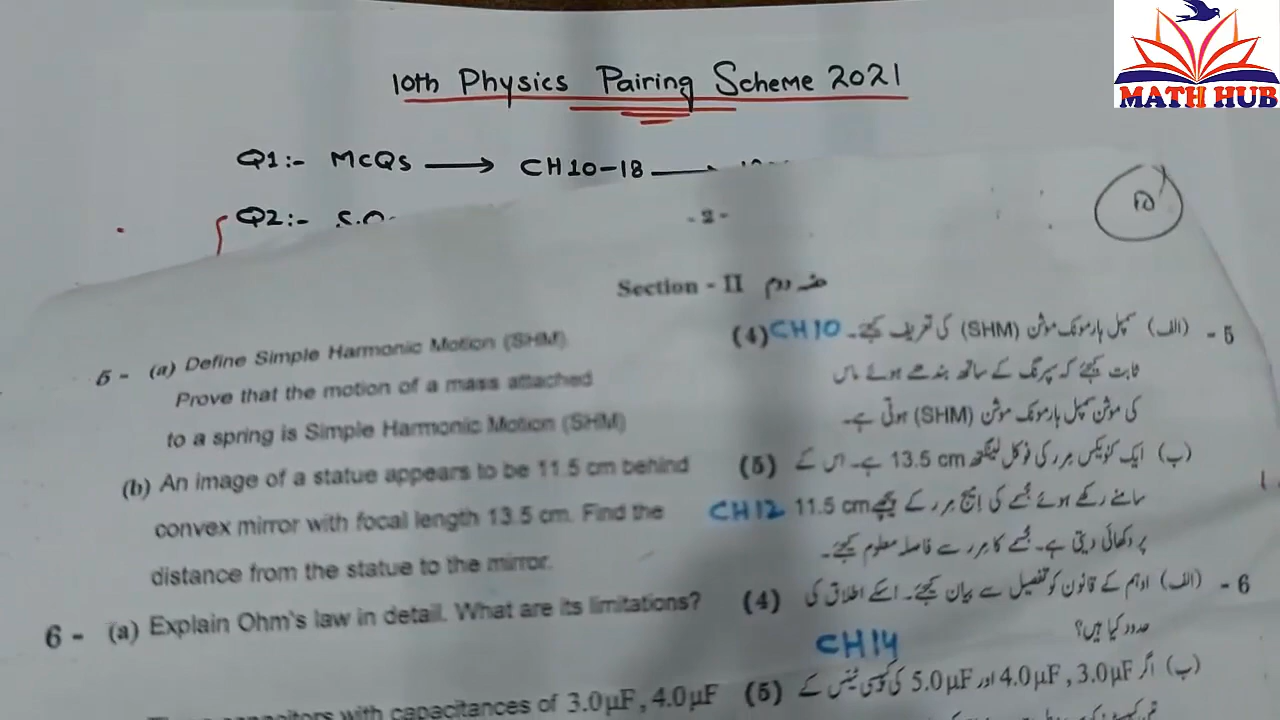 MATH HUB
10th Physics Pairing Scheme 2021
Q1:- MCQs → CH10-18 →
Q2:- S.Q.
- 2 -
Section - II حصہ دوم
5 - (a) Define Simple Harmonic Motion (SHM).
Prove that the motion of a mass attached
to a spring is Simple Harmonic Motion (SHM)
(4) CH10
5 - (الف) سمپل ہارمونک موشن (SHM) کی تعریف کیجئے۔
ثابت کیجئے کہ سپرنگ کے ساتھ بندھے ہوئے ماس
کی موشن سمپل ہارمونک موشن (SHM) ہوتی ہے۔
(b) An image of a statue appears to be 11.5 cm behind
convex mirror with focal length 13.5 cm. Find the
distance from the statue to the mirror.
(5)
CH12
(ب) ایک کنویکس مرر کی فوکل لینگتھ 13.5 cm ہے۔ اس کے
سامنے رکھے ہوئے مجسمے کی امیج مرر کے پیچھے 11.5 cm
پر دکھائی دیتی ہے۔ مجسمے کا مرر سے فاصلہ معلوم کیجئے۔
6 - (a) Explain Ohm's law in detail. What are its limitations?
(4)
CH14
6 - (الف) اوہم کے قانون کو تفصیل سے بیان کیجئے۔ اسکے اطلاق کی
حدود کیا ہیں؟
capacitors with capacitances of 3.0μF, 4.0μF
(5)
(ب) اگر 3.0μF , 4.0μF اور 5.0μF کی کپیسی ٹینس کے